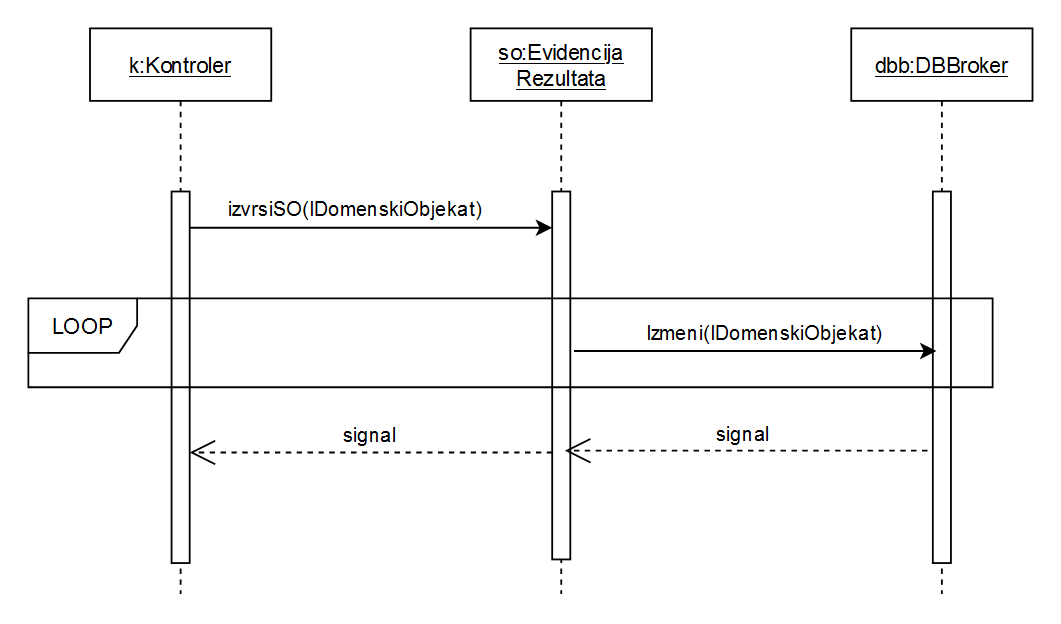 k:Kontroler
so:Evidencija
Rezultata
dbb:DBBroker
izvrsiSO(IDomenskiObjekat)
LOOP
Izmeni(IDomenskiObjekat)
signal
signal